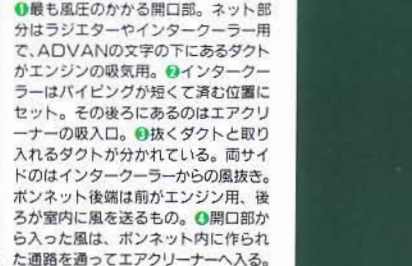 ❶最も風圧のかかる開口部。ネット部
分はラジエターやインタークーラー用
で、ADVANの文字の下にあるダクト
がエンジンの吸気用。❷インタークー
ラーはパイピングが短くて済む位置に
セット。その後ろにあるのはエアクリ
ーナーの吸入口。❸抜くダクトと取り
入れるダクトが分かれている。両サイ
ドのはインタークーラーからの風抜き。
ボンネット後端は前がエンジン用、後
ろが室内に風を送るもの。❹開口部か
ら入った風は、ボンネット内に作られ
た通路を通ってエアクリーナーへ入る。